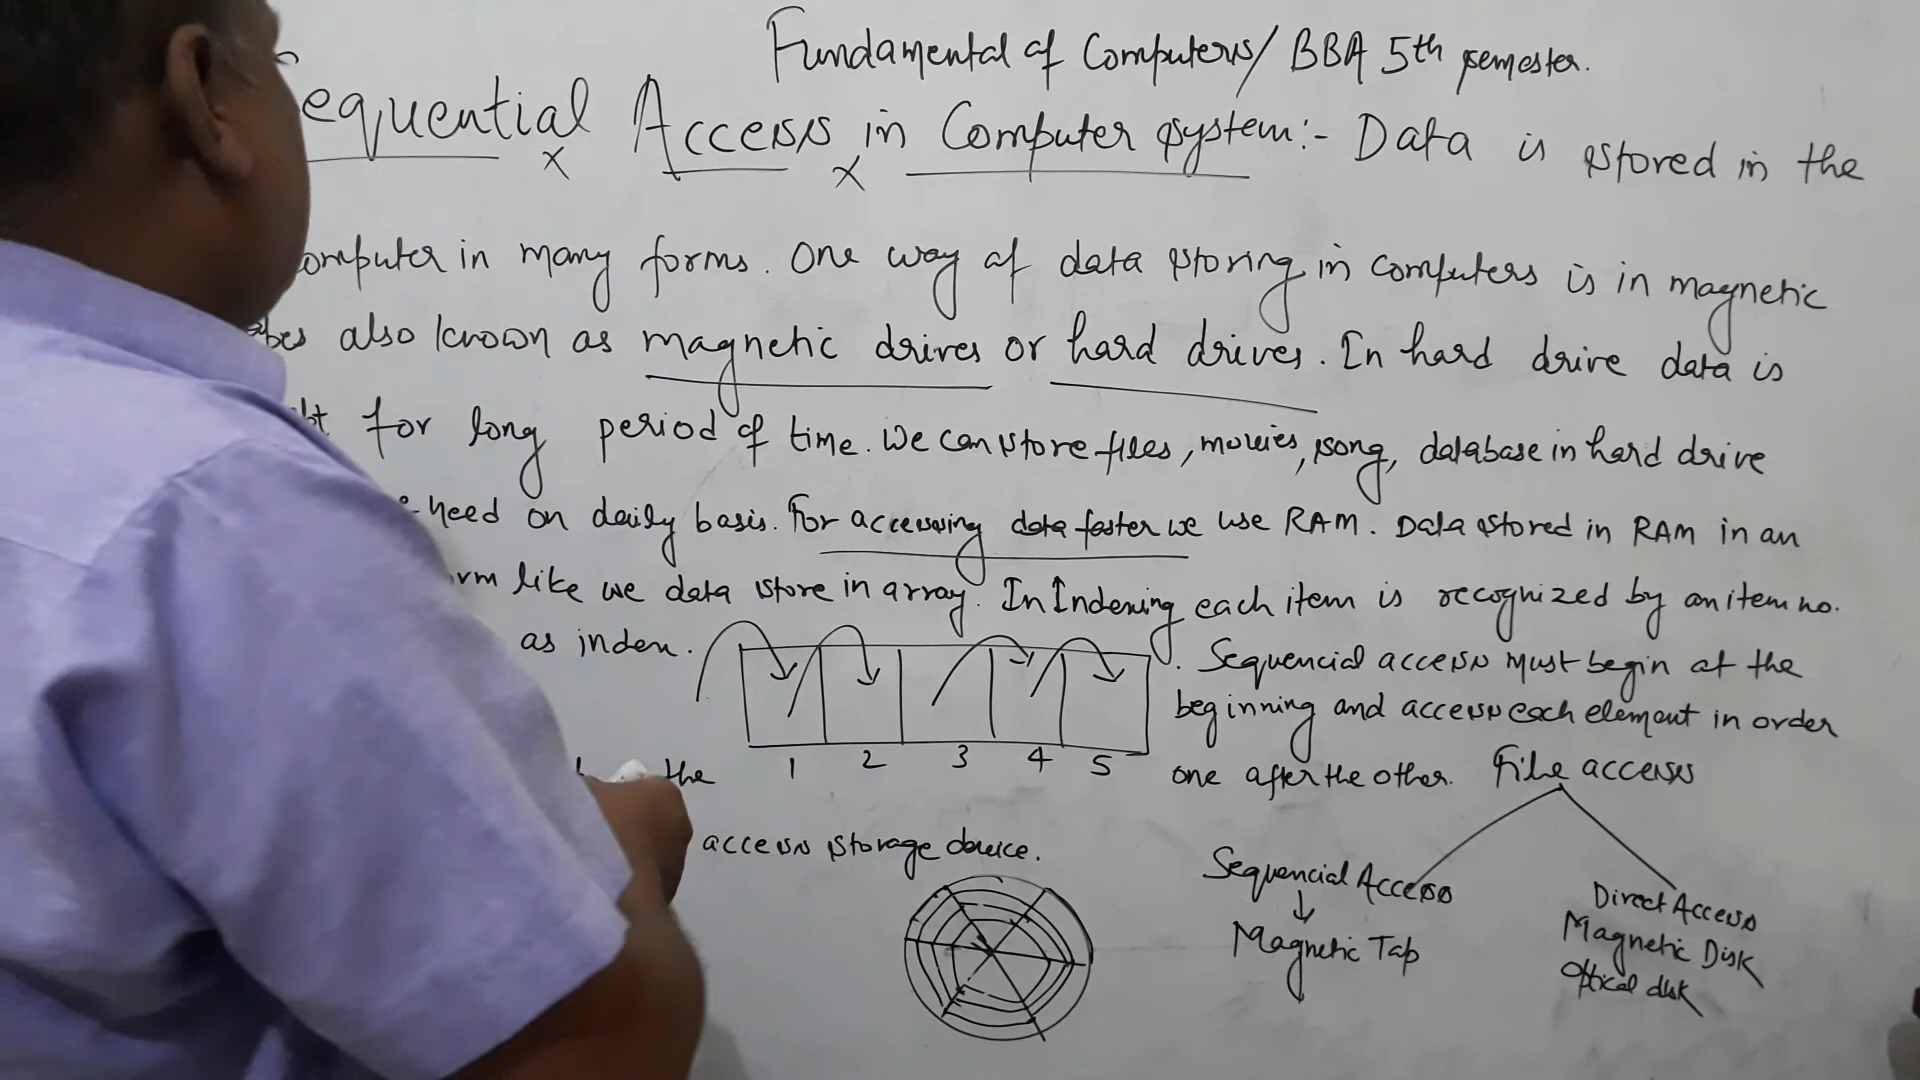 Fundamental of Computers/ BBA 5th semester.
equential Access in Computer system:- Data is stored in the
omputer in many forms. One way of data storing in computers is in magnetic
also known as magnetic drives or hard drives. In hard drive data is
for long period of time. We can store files, movies, song, database in hard drive
need on daily basis. For accessing data faster we use RAM. Data stored in RAM in an
orm like we data store in array. In Indexing each item is recognized by an item no.
as index.
1 2 3 4 5
. Sequencial access must begin at the
beginning and access each element in order
one after the other.
the
access storage device.
File access
Sequencial Access
↓
Magnetic Tap
Direct Access
Magnetic Disk
Optical disk